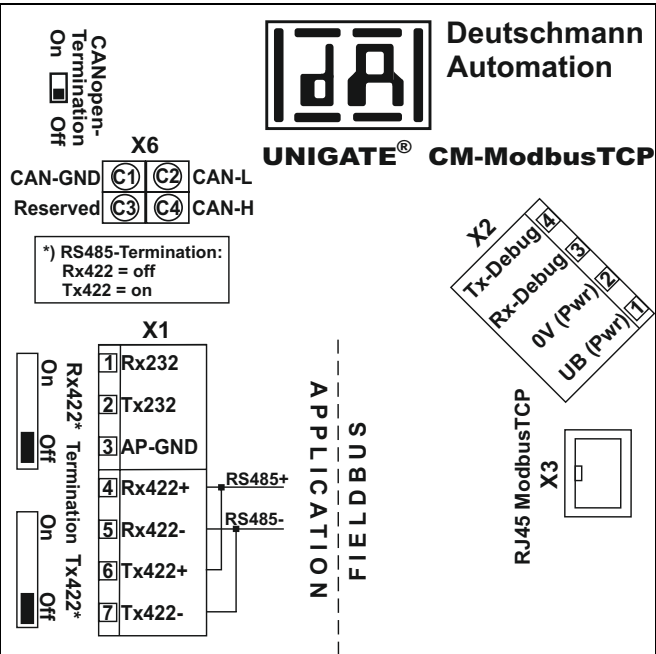 CANopen-
Termination
On
Off
dA
Deutschmann
Automation
UNIGATE® CM-ModbusTCP
X6
CAN-GND C1 C2 CAN-L
Reserved C3 C4 CAN-H
*) RS485-Termination:
Rx422 = off
Tx422 = on
X2
Tx-Debug 4
Rx-Debug 3
0V (Pwr) 2
UB (Pwr) 1
X1
1 Rx232
2 Tx232
3 AP-GND
4 Rx422+
5 Rx422-
6 Tx422+
7 Tx422-
RS485+
RS485-
On
Off
Rx422* Termination Tx422*
On
Off
APPLICATION
FIELDBUS
RJ45 ModbusTCP
X3